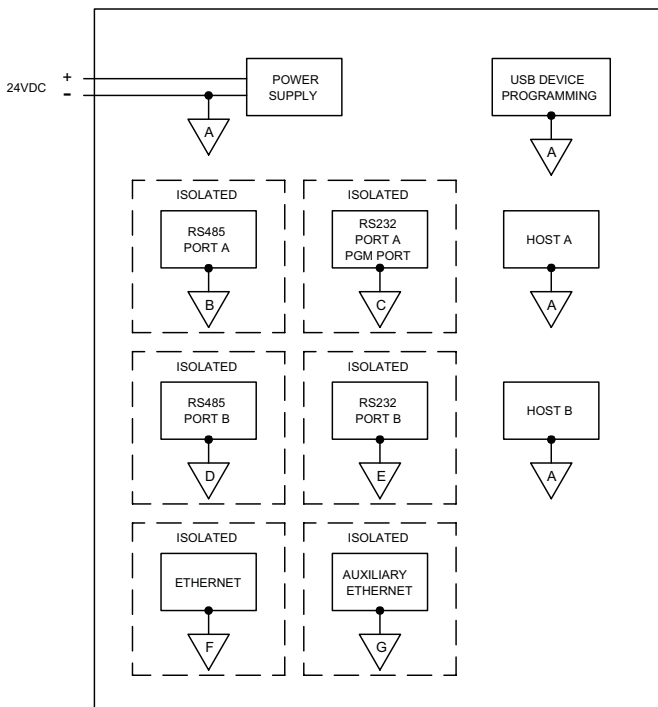 24VDC
+
-
POWER
SUPPLY
USB DEVICE
PROGRAMMING
A
A
ISOLATED
RS485
PORT A
B
ISOLATED
RS232
PORT A
PGM PORT
C
HOST A
A
ISOLATED
RS485
PORT B
D
ISOLATED
RS232
PORT B
E
HOST B
A
ISOLATED
ETHERNET
F
ISOLATED
AUXILIARY
ETHERNET
G